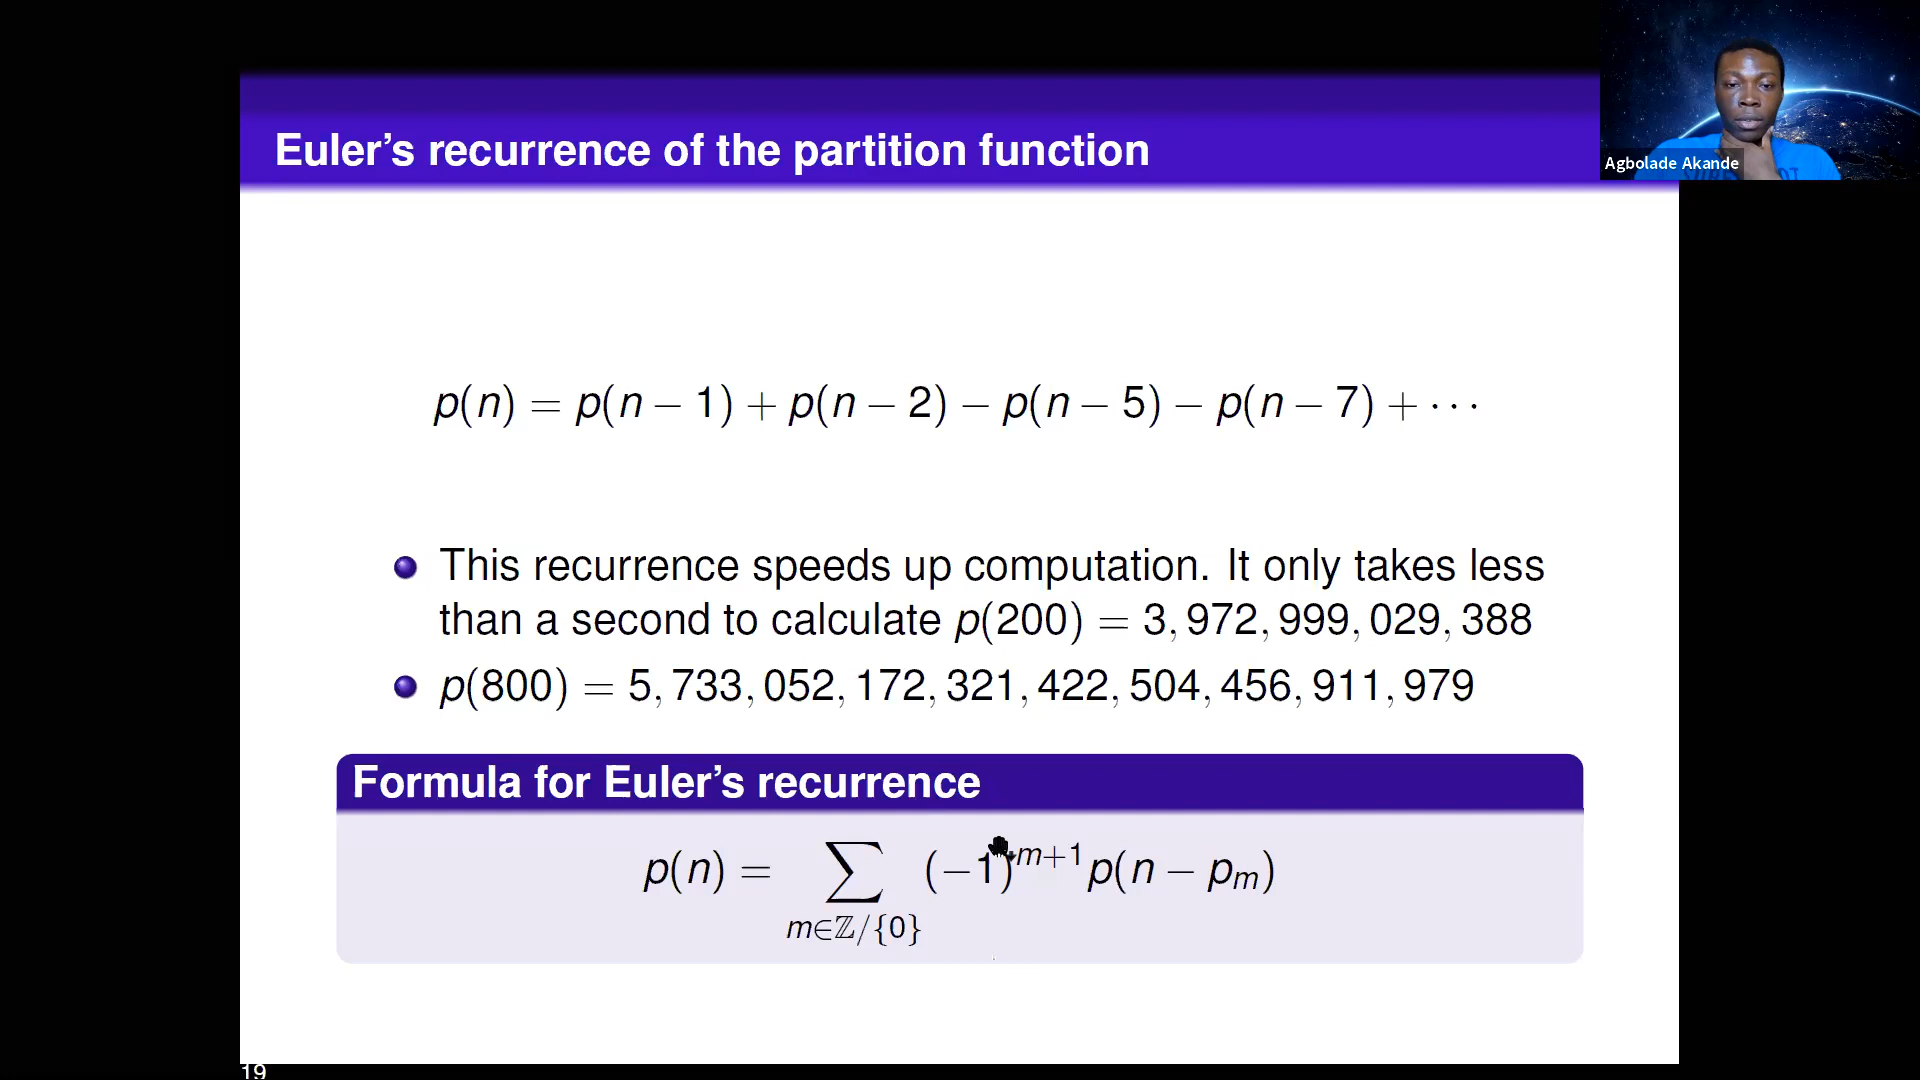 Euler's recurrence of the partition function
Agbolade Akande
p(n) = p(n − 1) + p(n − 2) − p(n − 5) − p(n − 7) + ···
This recurrence speeds up computation. It only takes less
than a second to calculate p(200) = 3, 972, 999, 029, 388
p(800) = 5, 733, 052, 172, 321, 422, 504, 456, 911, 979
Formula for Euler's recurrence
p(n) = ∑ (−1)^{m+1} p(n − p_m)
m∈ℤ/{0}
19